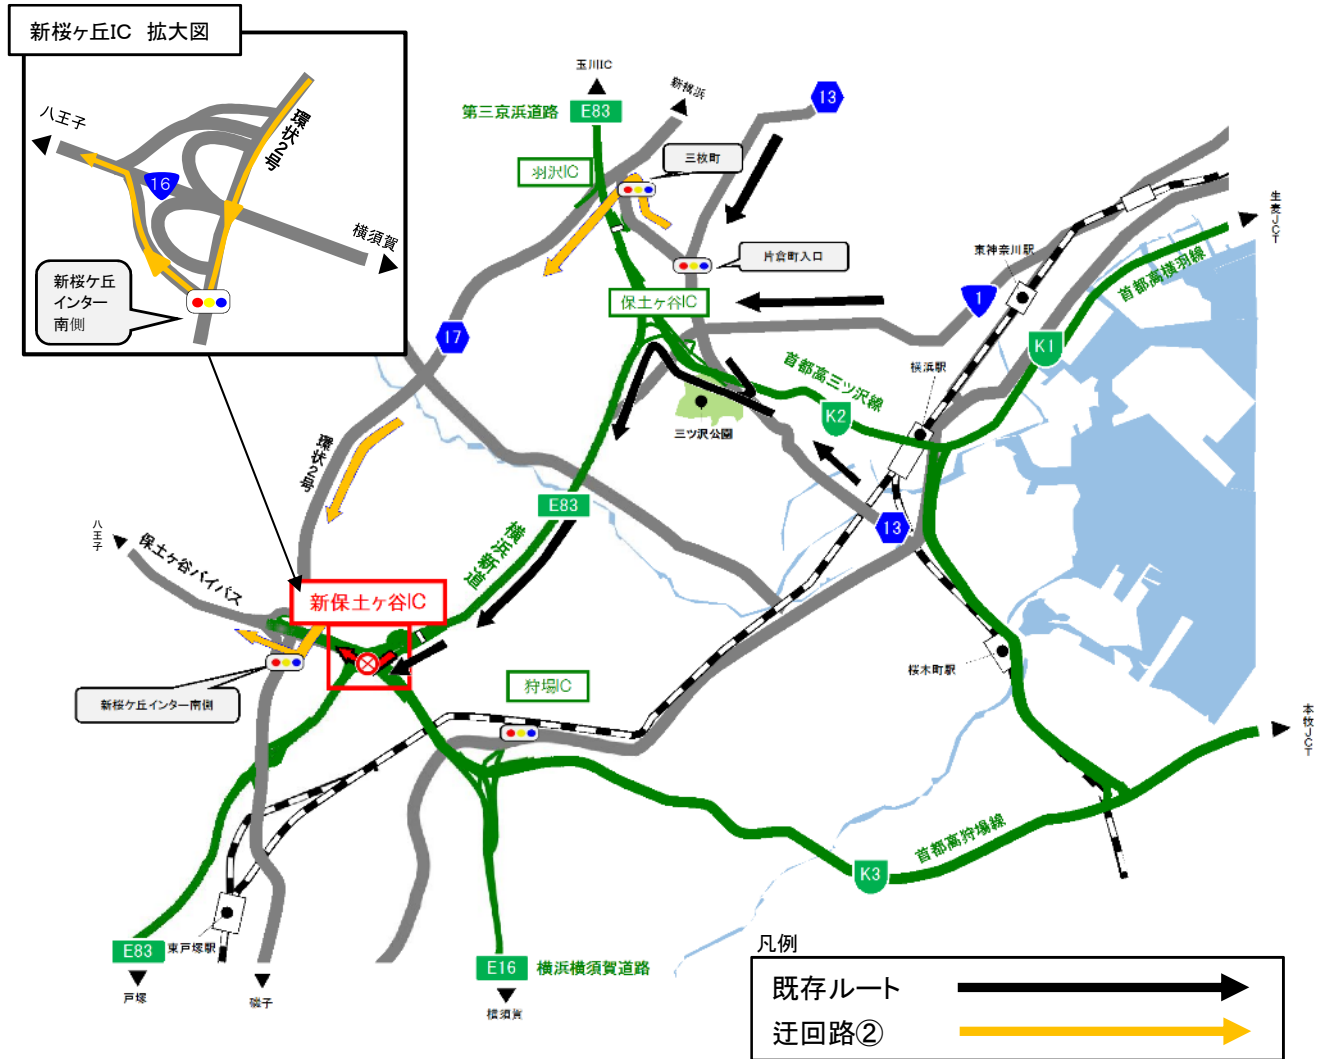 新桜ヶ丘IC 拡大図
八王子
環状2号
16
横須賀
新桜ケ丘
インター
南側
玉川IC
第三京浜道路
E83
新横浜
13
三枚町
羽沢IC
片倉町入口
保土ヶ谷IC
生麦JCT
東神奈川駅
首都高横羽線
1
17
K1
首都高三ツ沢線
横浜駅
K2
三ツ沢公園
環状2号
E83
13
横浜新道
八王子
保土ヶ谷バイパス
新保土ヶ谷IC
新桜ケ丘インター南側
狩場IC
桜木町駅
本牧JCT
首都高狩場線
K3
E83
東戸塚駅
戸塚
磯子
E16
横浜横須賀道路
横須賀
凡例
既存ルート
迂回路②